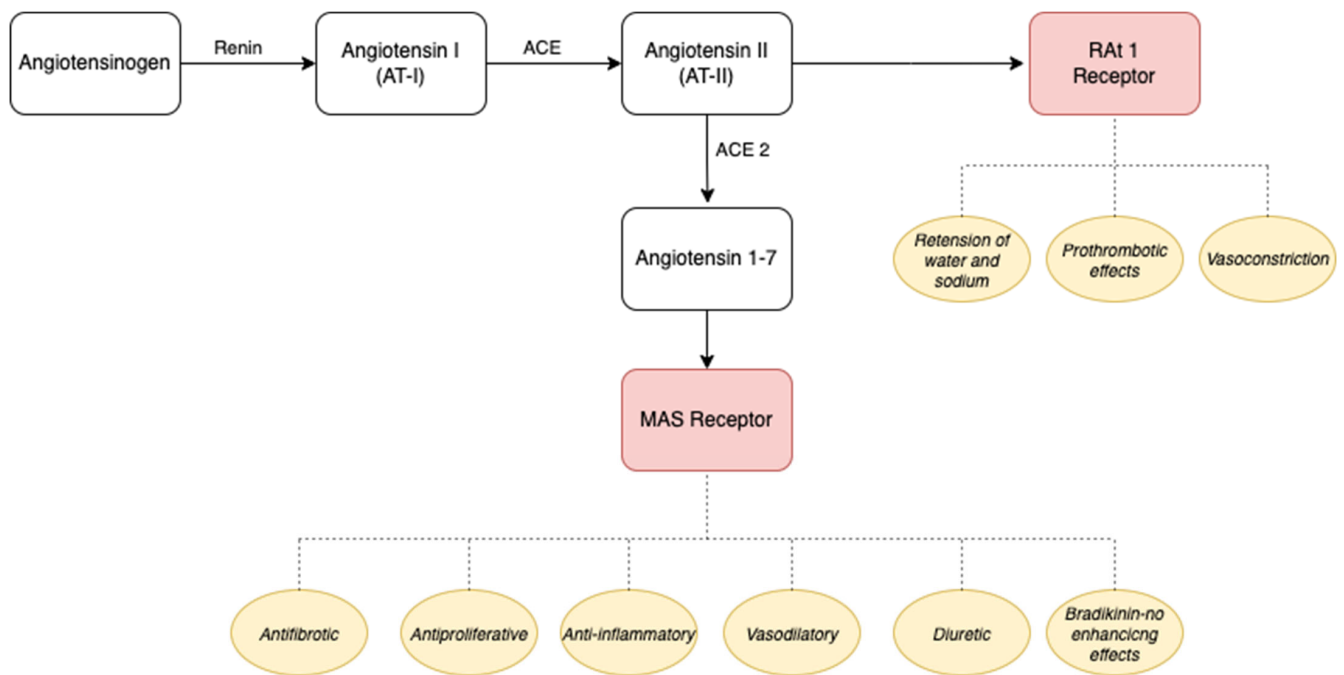 Angiotensinogen
Renin
Angiotensin I
(AT-I)
ACE
Angiotensin II
(AT-II)
RAt 1
Receptor
ACE 2
Angiotensin 1-7
Retension of
water and
sodium
Prothrombotic
effects
Vasoconstriction
MAS Receptor
Antifibrotic
Antiproliferative
Anti-inflammatory
Vasodilatory
Diuretic
Bradikinin-no
enhancicng
effects